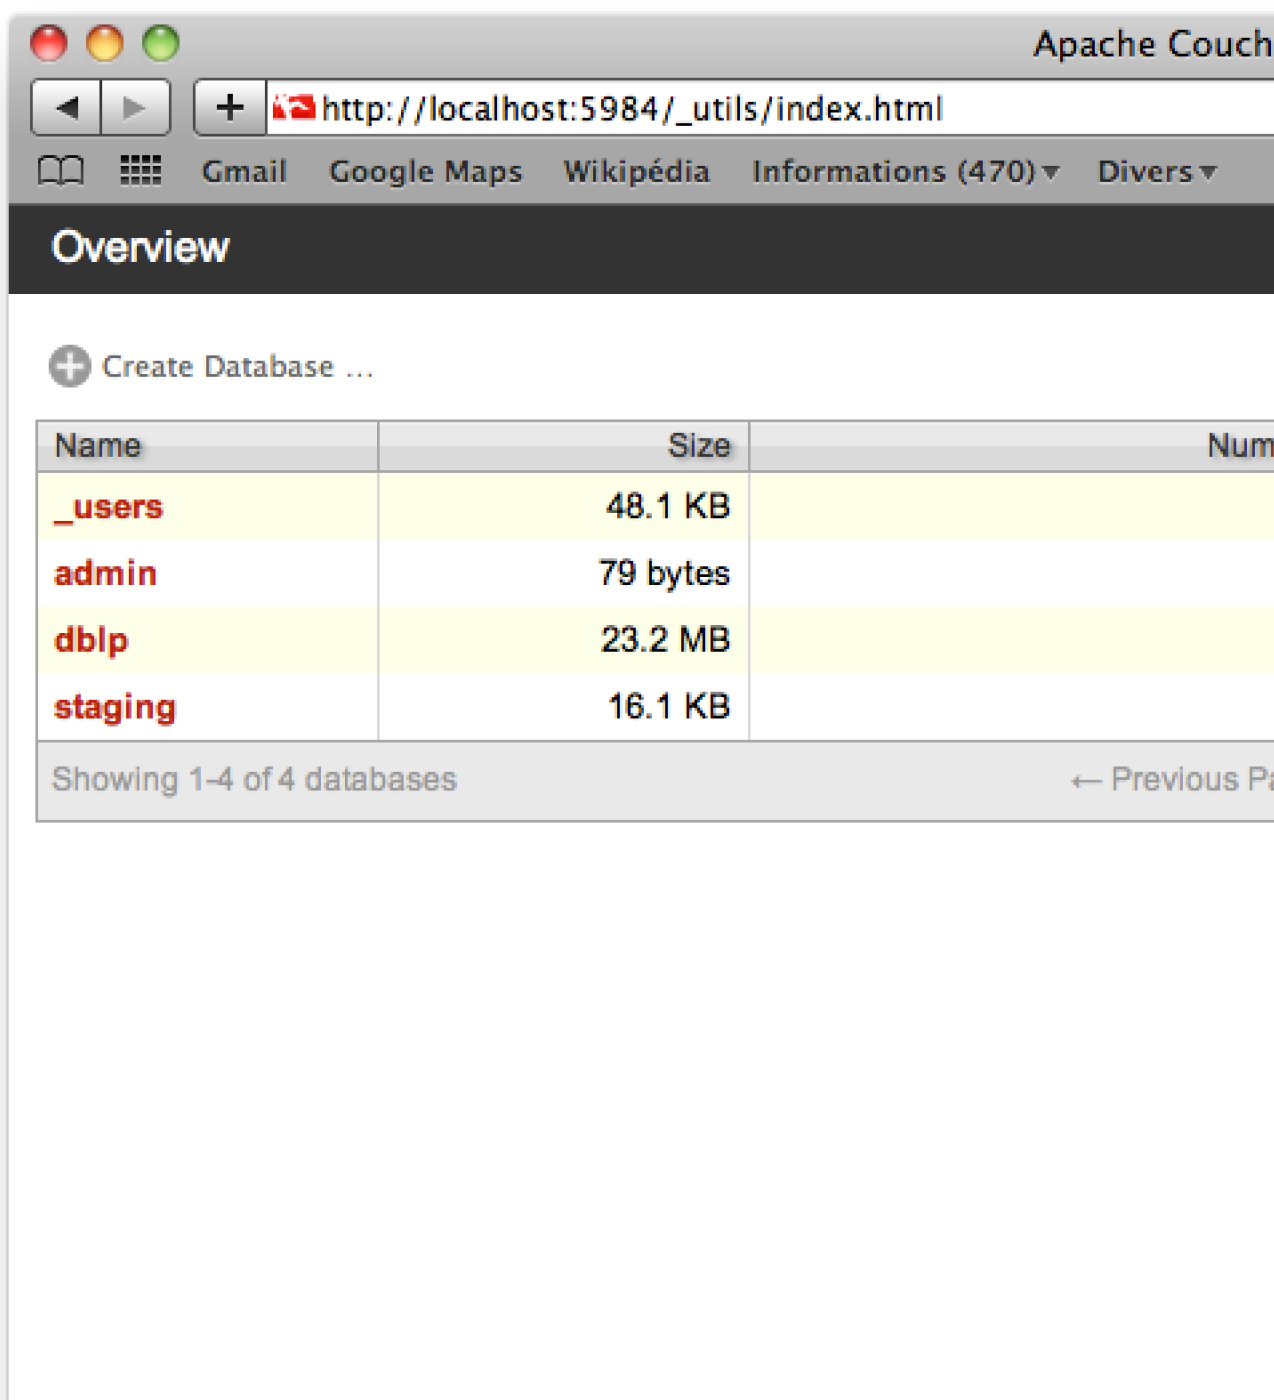 Apache Couch
http://localhost:5984/_utils/index.html
Gmail Google Maps Wikipédia Informations (470) Divers
Overview
Create Database ...
Name Size Num
_users 48.1 KB
admin 79 bytes
dblp 23.2 MB
staging 16.1 KB
Showing 1-4 of 4 databases ← Previous Pa